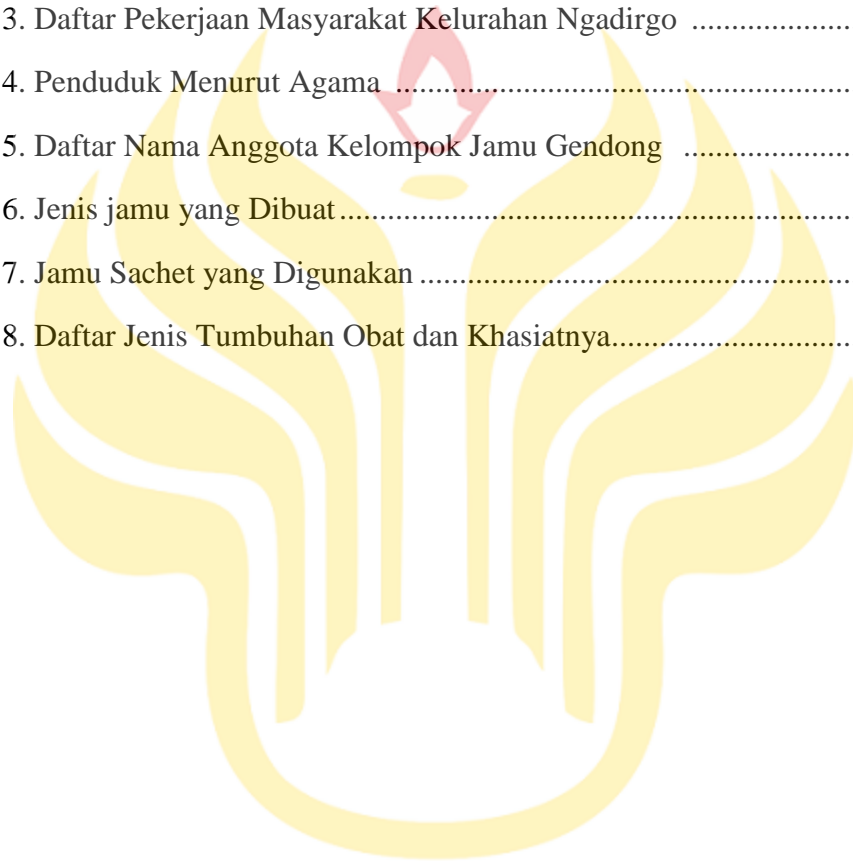 3. Daftar Pekerjaan Masyarakat Kelurahan Ngadirgo ...................
4. Penduduk Menurut Agama .......................................................
5. Daftar Nama Anggota Kelompok Jamu Gendong ....................
6. Jenis jamu yang Dibuat..............................................................
7. Jamu Sachet yang Digunakan ....................................................
8. Daftar Jenis Tumbuhan Obat dan Khasiatnya.............................